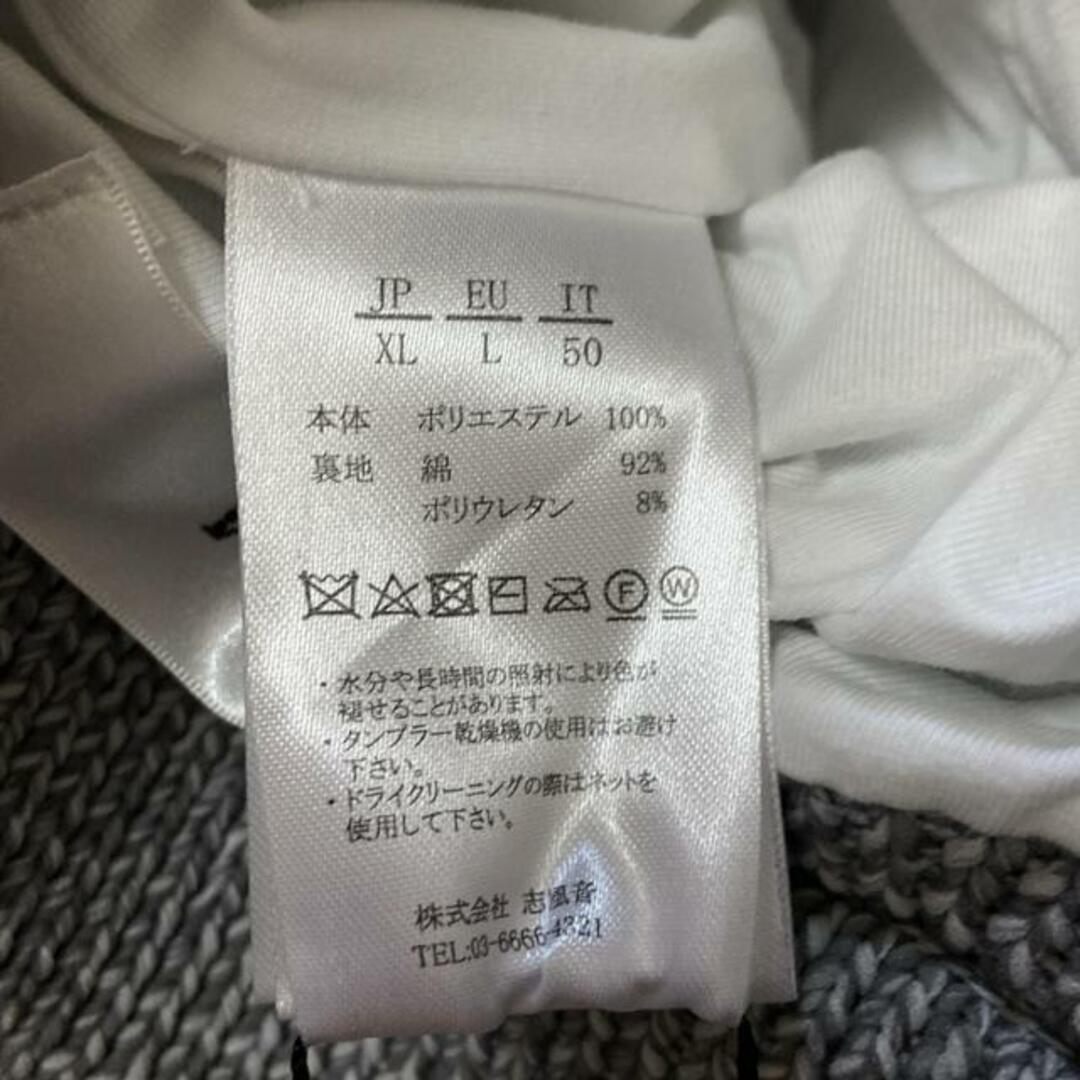 JP EU IT
XL L 50
本体 ポリエステル 100%
裏地 綿 92%
ポリウレタン 8%
F W
・水分や長時間の照射により色が
褪せることがあります。
・タンブラー乾燥機の使用はお避け
下さい。
・ドライクリーニングの際はネットを
使用して下さい。
株式会社 志風音
TEL:03-6666-4321